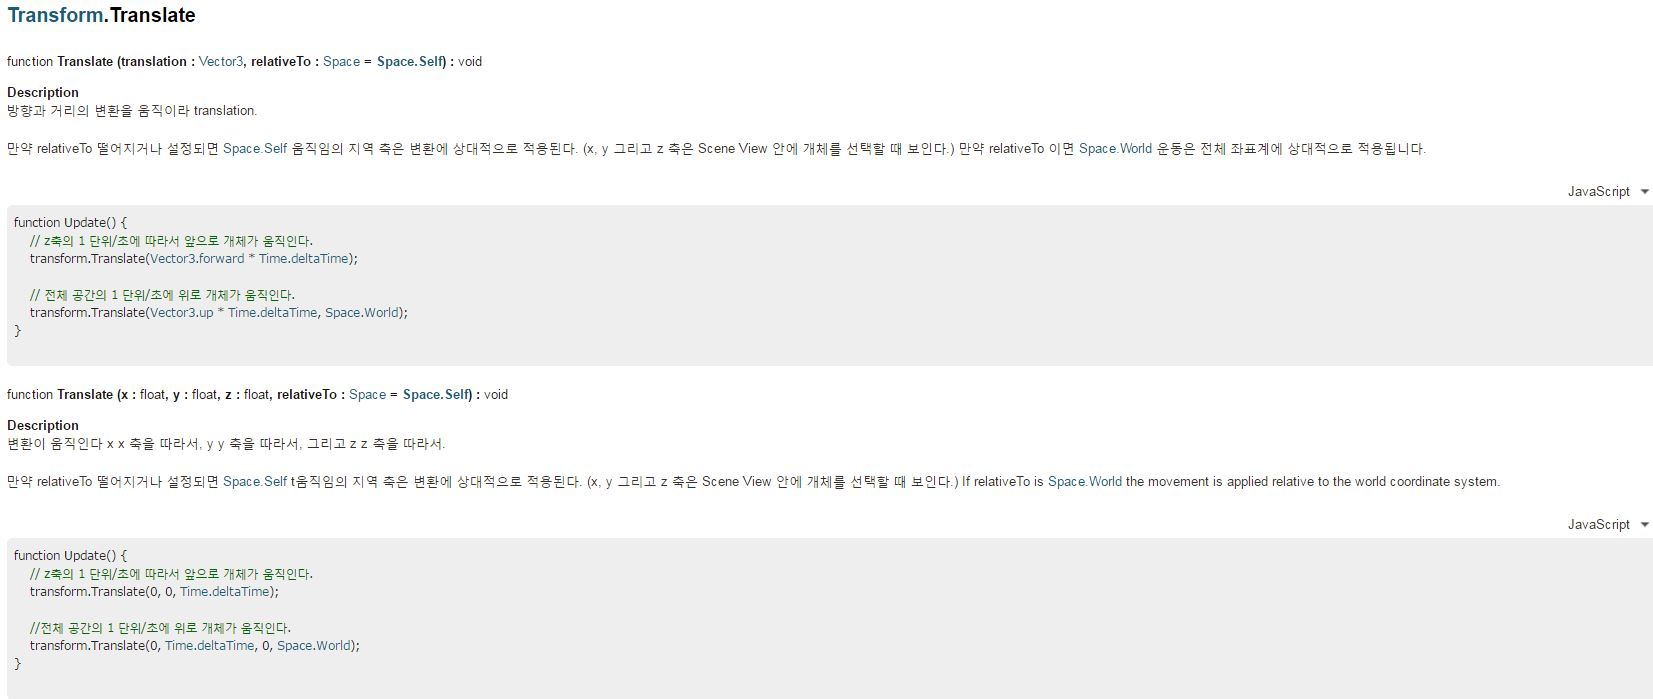 Transform.Translate
function Translate (translation : Vector3, relativeTo : Space = Space.Self) : void
Description
방향과 거리의 변환을 움직이라 translation.
만약 relativeTo 떨어지거나 설정되면 Space.Self 움직임의 지역 축은 변환에 상대적으로 적용된다. (x, y 그리고 z 축은 Scene View 안에 개체를 선택할 때 보인다.) 만약 relativeTo 이면 Space.World 운동은 전체 좌표계에 상대적으로 적용됩니다.
JavaScript
function Update() {
// z축의 1 단위/초에 따라서 앞으로 개체가 움직인다.
transform.Translate(Vector3.forward * Time.deltaTime);
// 전체 공간의 1 단위/초에 위로 개체가 움직인다.
transform.Translate(Vector3.up * Time.deltaTime, Space.World);
}
function Translate (x : float, y : float, z : float, relativeTo : Space = Space.Self) : void
Description
변환이 움직인다 x x 축을 따라서, y y 축을 따라서, 그리고 z z 축을 따라서.
만약 relativeTo 떨어지거나 설정되면 Space.Self t움직임의 지역 축은 변환에 상대적으로 적용된다. (x, y 그리고 z 축은 Scene View 안에 개체를 선택할 때 보인다.) If relativeTo is Space.World the movement is applied relative to the world coordinate system.
JavaScript
function Update() {
// z축의 1 단위/초에 따라서 앞으로 개체가 움직인다.
transform.Translate(0, 0, Time.deltaTime);
//전체 공간의 1 단위/초에 위로 개체가 움직인다.
transform.Translate(0, Time.deltaTime, 0, Space.World);
}